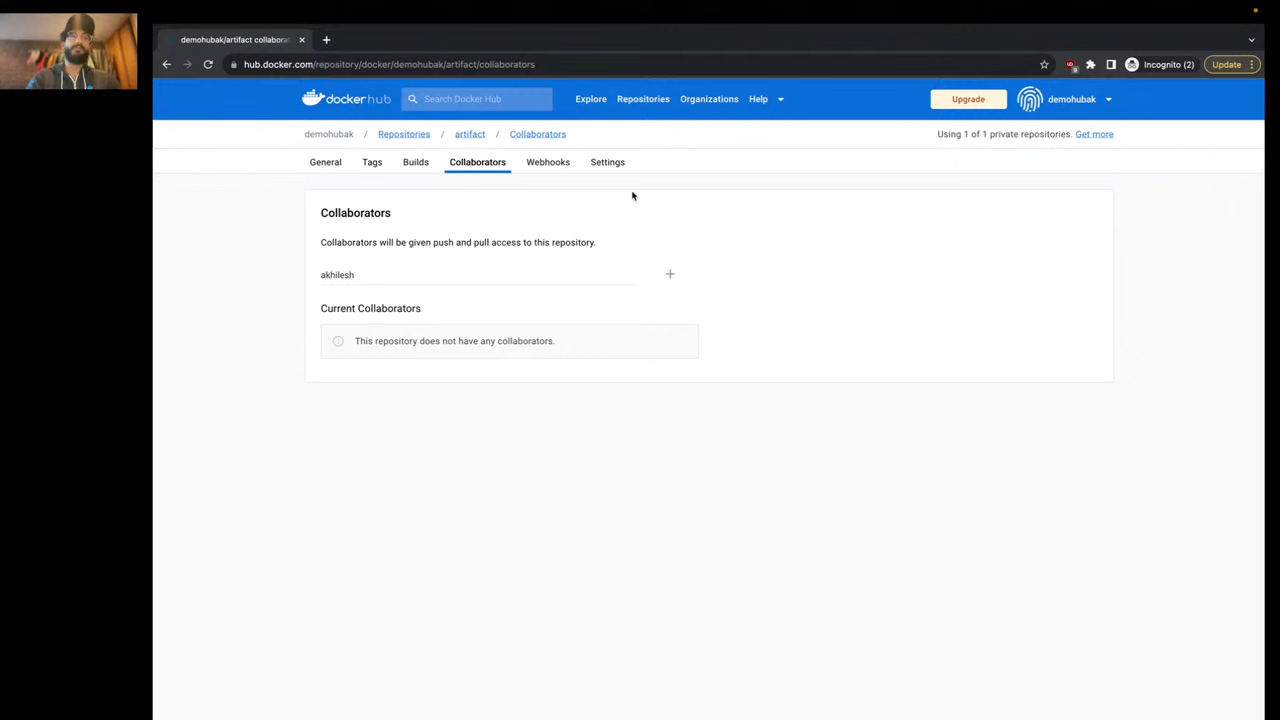 demohubak/artifact collaborat
hub.docker.com/repository/docker/demohubak/artifact/collaborators
Incognito (2)
Update
docker hub
Search Docker Hub
Explore
Repositories
Organizations
Help
Upgrade
demohubak
demohubak / Repositories / artifact / Collaborators
Using 1 of 1 private repositories. Get more
General
Tags
Builds
Collaborators
Webhooks
Settings
Collaborators
Collaborators will be given push and pull access to this repository.
akhilesh
Current Collaborators
This repository does not have any collaborators.